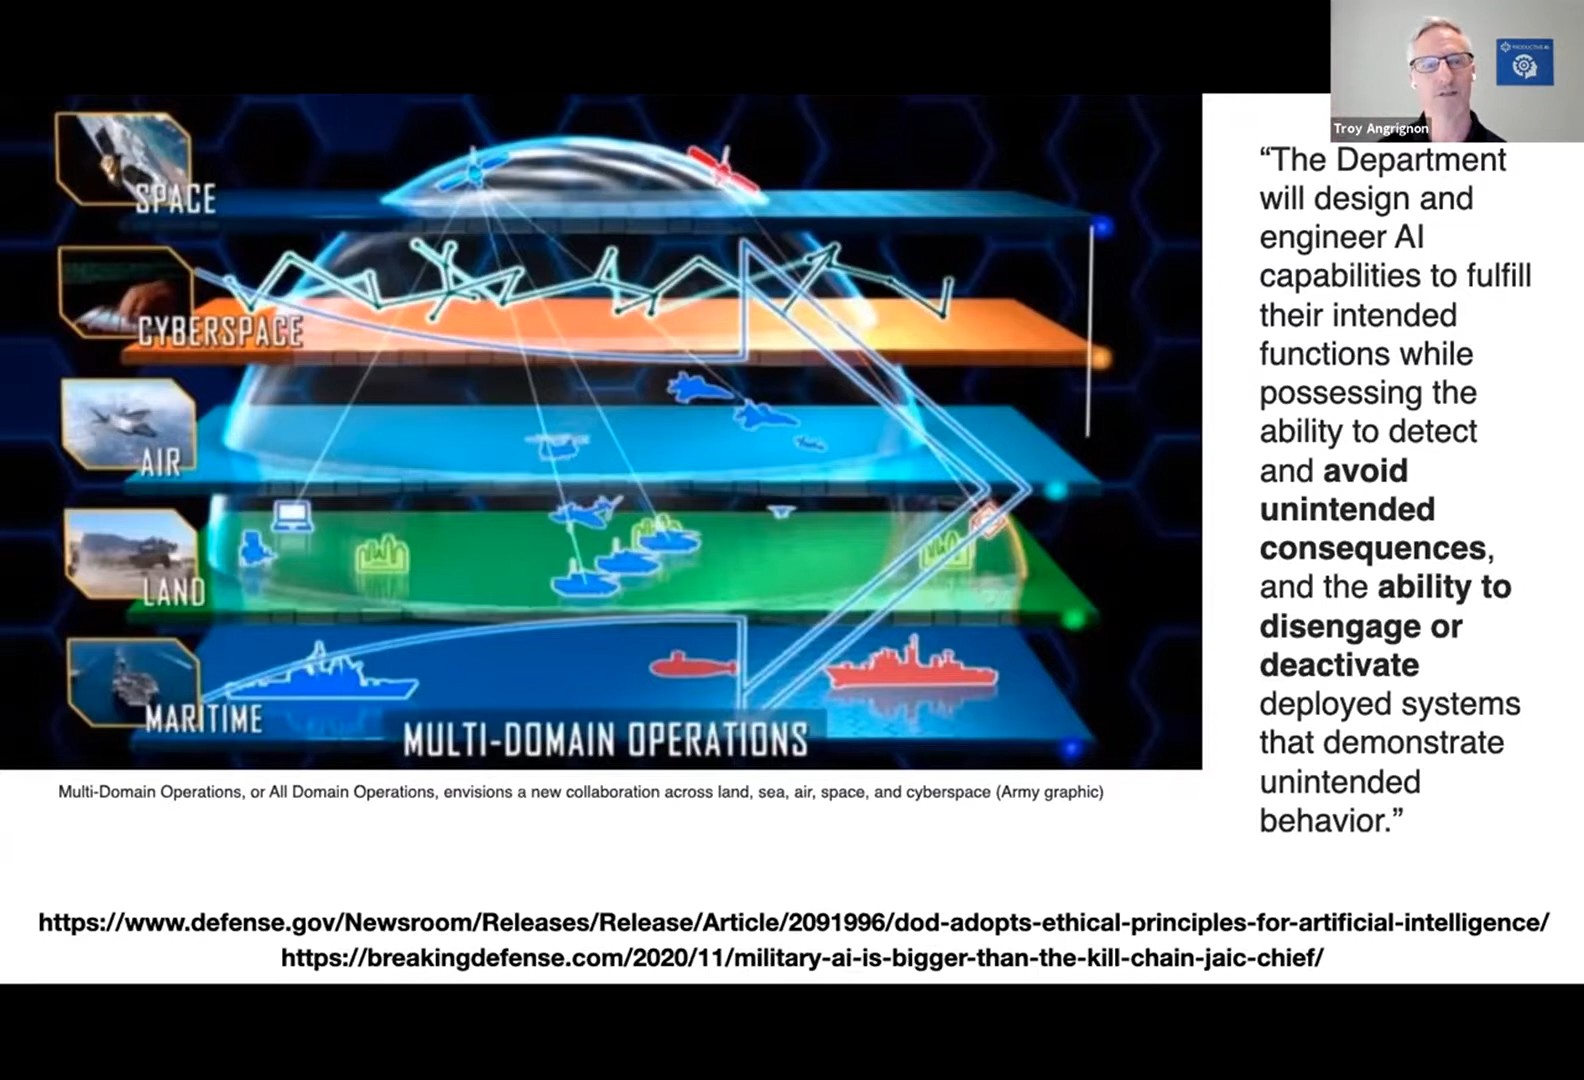 PRODUCTIVE AI
Troy Angrignon
SPACE
CYBERSPACE
AIR
LAND
MARITIME
MULTI-DOMAIN OPERATIONS
Multi-Domain Operations, or All Domain Operations, envisions a new collaboration across land, sea, air, space, and cyberspace (Army graphic)
“The Department
will design and
engineer AI
capabilities to fulfill
their intended
functions while
possessing the
ability to detect
and avoid
unintended
consequences,
and the ability to
disengage or
deactivate
deployed systems
that demonstrate
unintended
behavior.”
https://www.defense.gov/Newsroom/Releases/Release/Article/2091996/dod-adopts-ethical-principles-for-artificial-intelligence/
https://breakingdefense.com/2020/11/military-ai-is-bigger-than-the-kill-chain-jaic-chief/